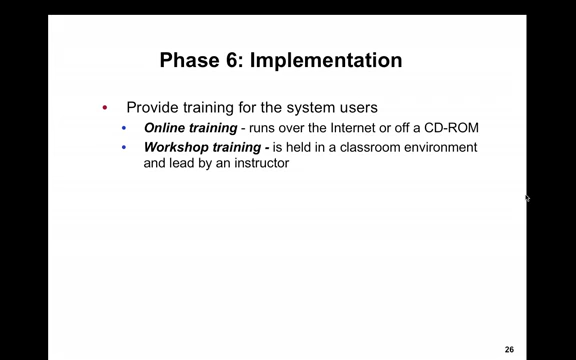 Phase 6: Implementation
• Provide training for the system users
• Online training - runs over the Internet or off a CD-ROM
• Workshop training - is held in a classroom environment
and lead by an instructor
26